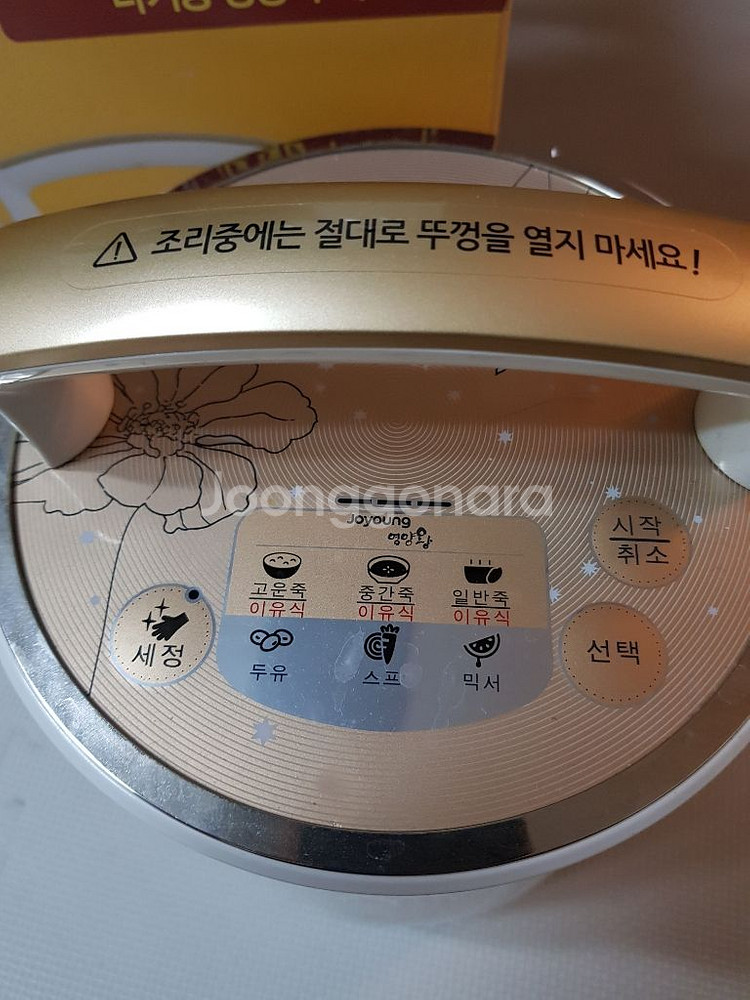 조리중에는 절대로 뚜껑을 열지 마세요!
Joonggonara
Joyoung
영양왕
시작
취소
고운죽
이유식
중간죽
이유식
일반죽
이유식
세정
두유
스프
믹서
선택